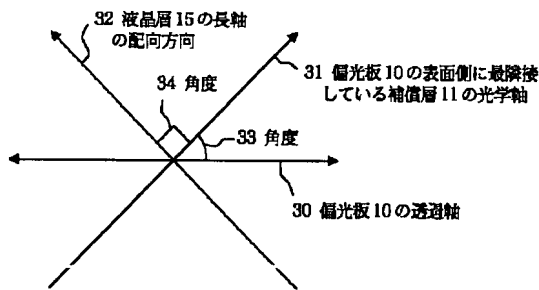 32 液晶層15の長軸
の配向方向
34 角度
31 偏光板10の表面側に最隣接
している補償層11の光学軸
33 角度
30 偏光板10の透過軸